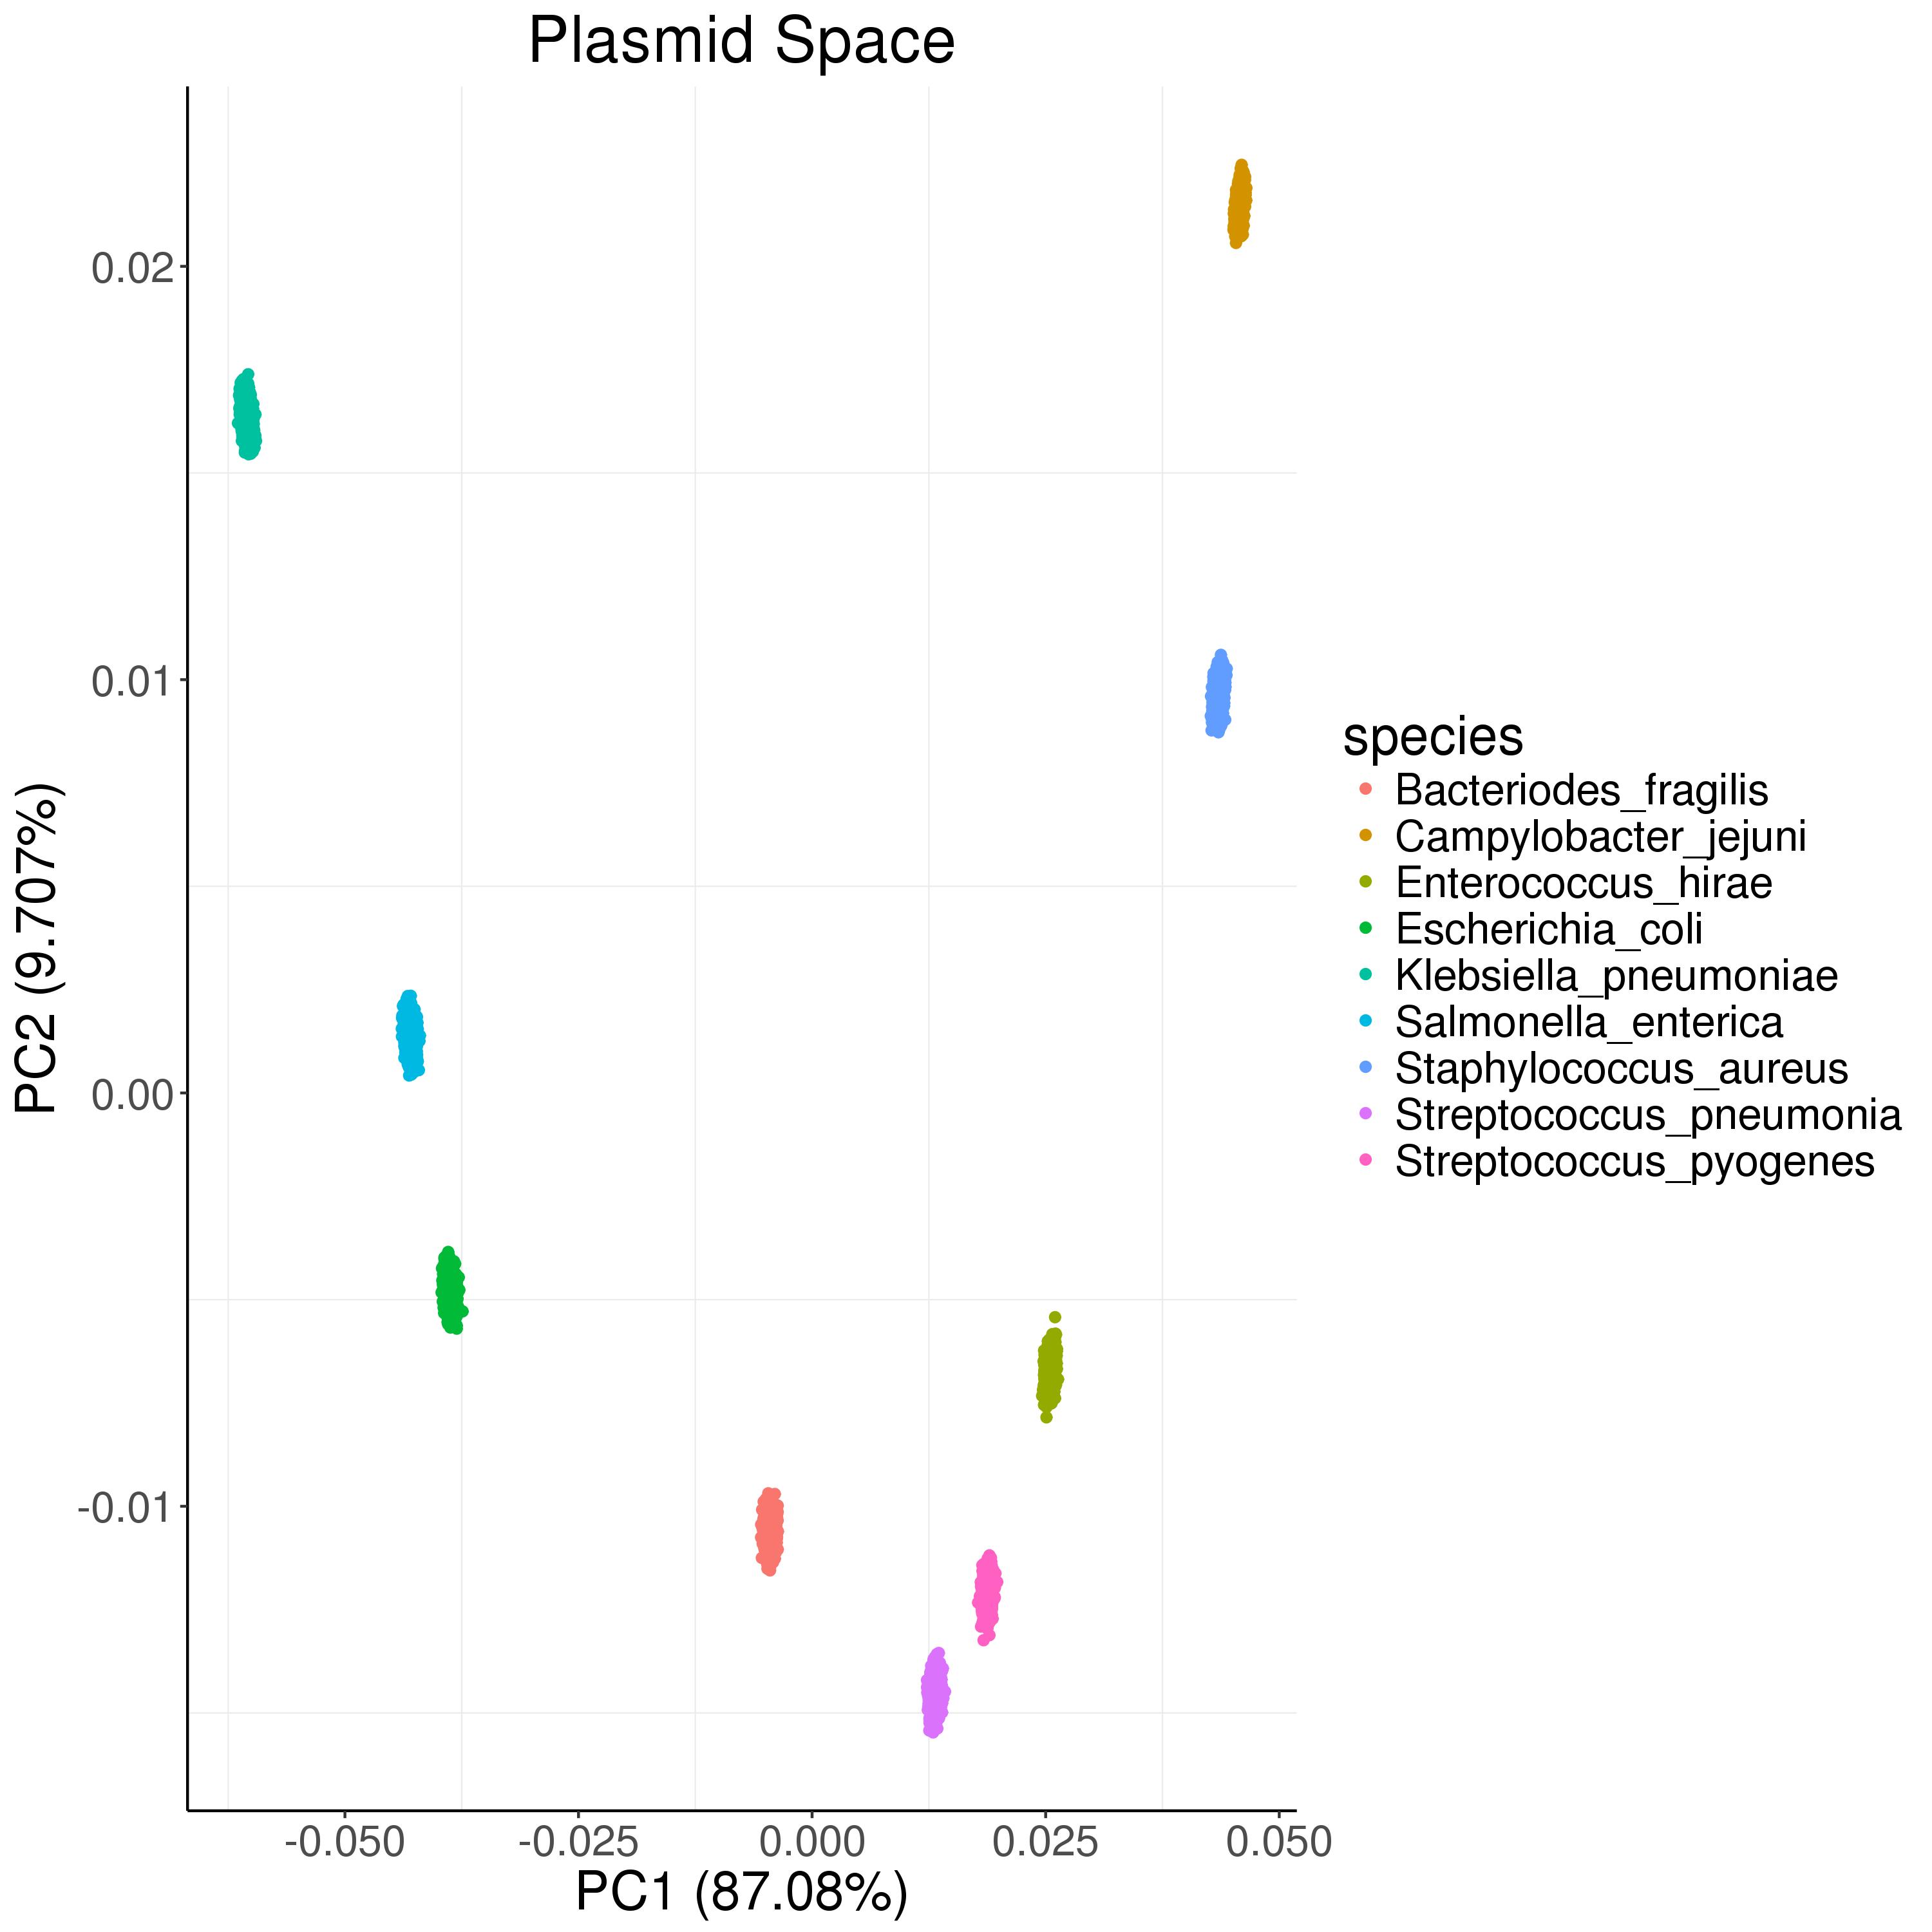 Plasmid Space
0.02
0.01
0.00
-0.01
PC2 (9.707%)
-0.050
-0.025
0.000
0.025
0.050
PC1 (87.08%)
species
Bacteriodes_fragilis
Campylobacter_jejuni
Enterococcus_hirae
Escherichia_coli
Klebsiella_pneumoniae
Salmonella_enterica
Staphylococcus_aureus
Streptococcus_pneumonia
Streptococcus_pyogenes